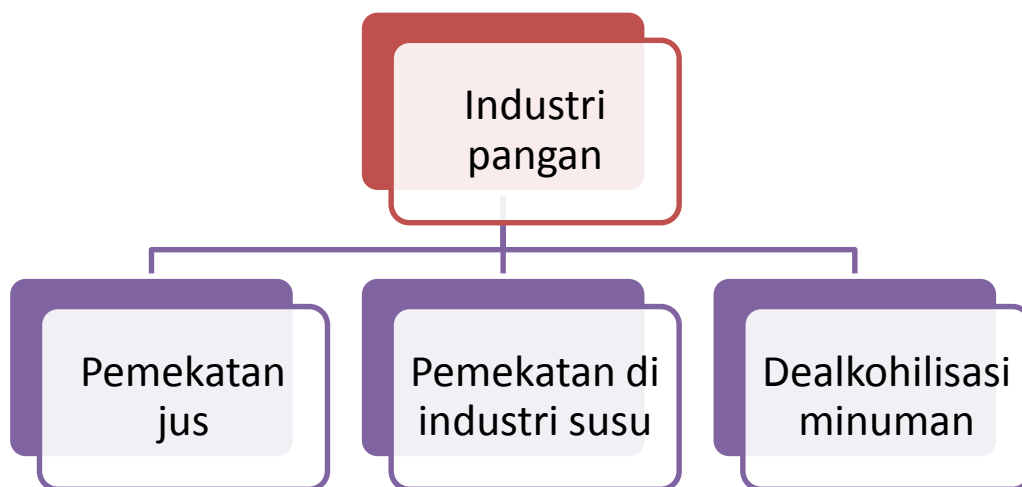 Industri
pangan
Pemekatan
jus
Pemekatan di
industri susu
Dealkohilisasi
minuman